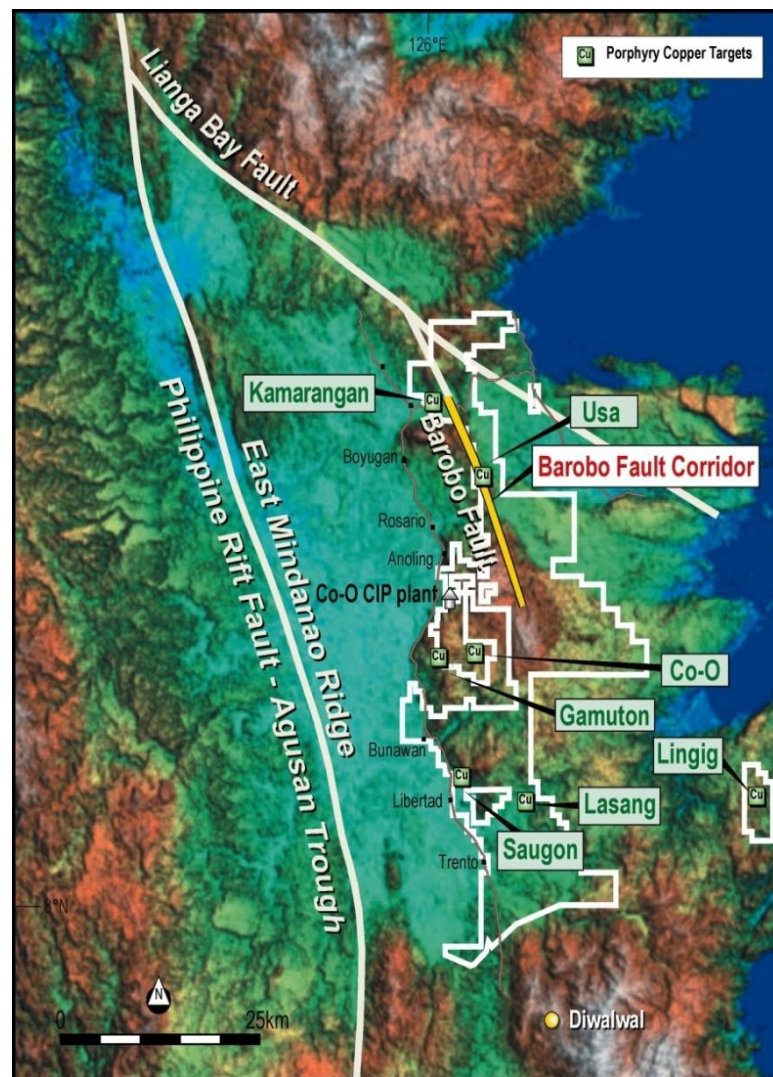 126°E
Cu Porphyry Copper Targets
Lianga Bay Fault
Kamarangan
Cu
Usa
Cu
Barobo Fault Corridor
Barobo Fault
Boyugan
Rosario
Anoling
Co-O CIP plant
Philippine Rift Fault - Agusan Trough
East Mindanao Ridge
Cu
Cu
Co-O
Gamuton
Bunawan
Lingig
Cu
Cu
Libertad
Cu
Lasang
Saugon
Trento
8°N
N
0
25km
Diwalwal